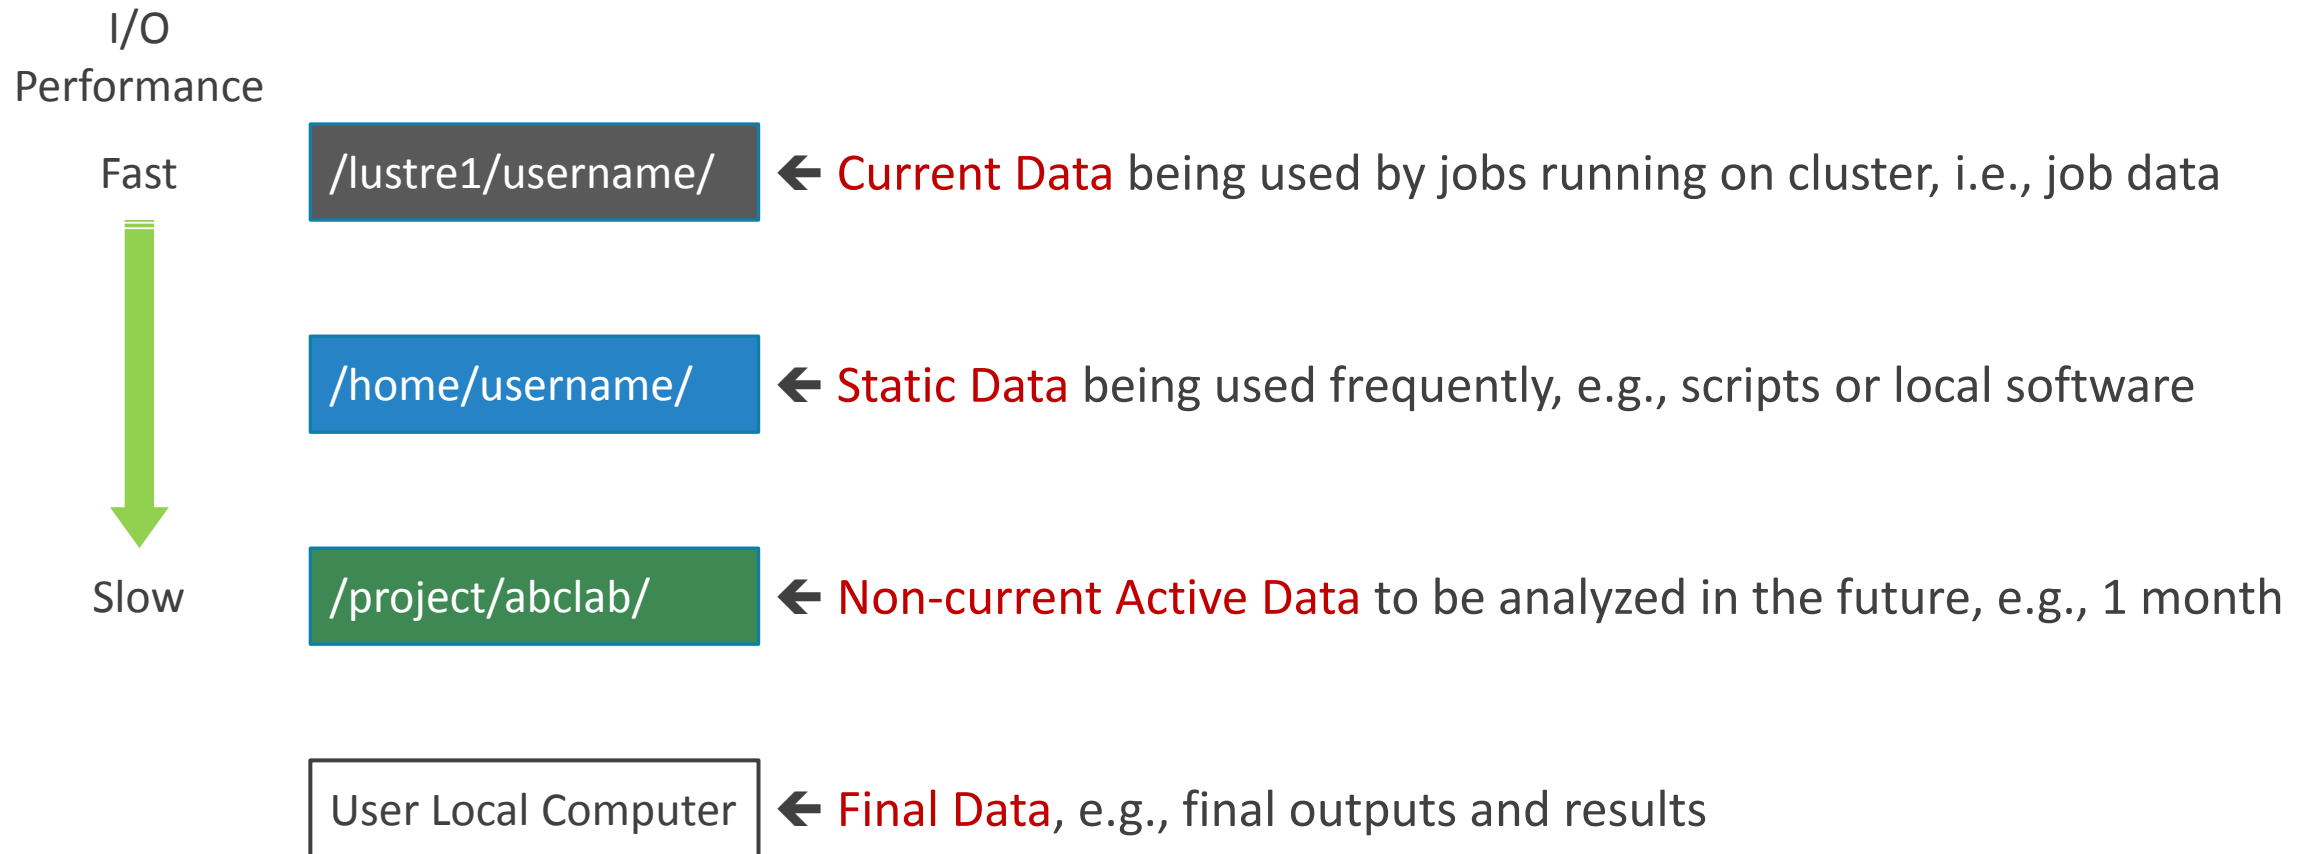 I/O
Performance
Fast
/lustre1/username/
← Current Data being used by jobs running on cluster, i.e., job data
/home/username/
← Static Data being used frequently, e.g., scripts or local software
Slow
/project/abclab/
← Non-current Active Data to be analyzed in the future, e.g., 1 month
User Local Computer
← Final Data, e.g., final outputs and results